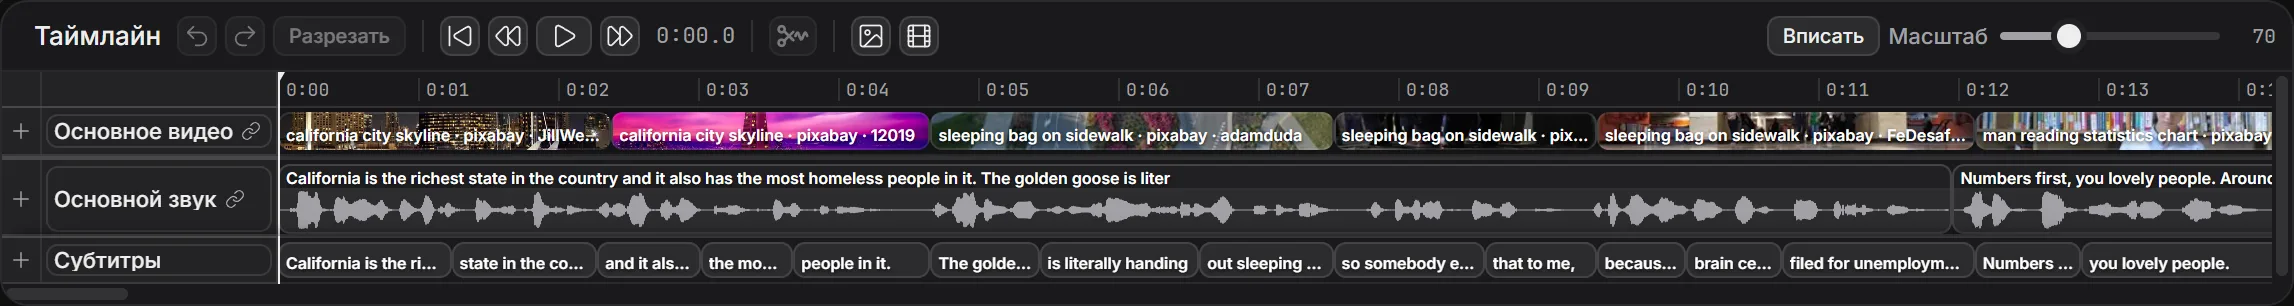 Таймлайн Разрезать 0:00.0 Вписать Масштаб 70
0:00 0:01 0:02 0:03 0:04 0:05 0:06 0:07 0:08 0:09 0:10 0:11 0:12 0:13
Основное видео california city skyline · pixabay · JillWe... california city skyline · pixabay · 12019 sleeping bag on sidewalk · pixabay · adamduda sleeping bag on sidewalk · pix... sleeping bag on sidewalk · pixabay · FeDesaf... man reading statistics chart · pixabay
Основной звук California is the richest state in the country and it also has the most homeless people in it. The golden goose is liter Numbers first, you lovely people. Around
Субтитры California is the ri... state in the co... and it als... the mo... people in it. The golde... is literally handing out sleeping ... so somebody e... that to me, becaus... brain ce... filed for unemploym... Numbers ... you lovely people.